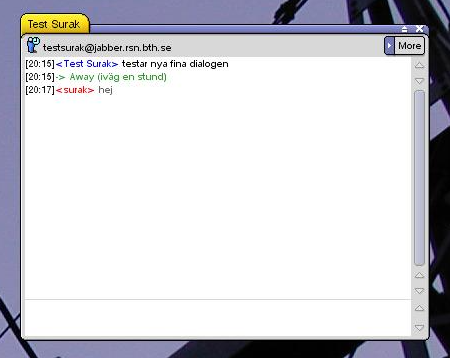 Test Surak
testsurak@jabber.rsn.bth.se
More
[20:15]<Test Surak> testar nya fina dialogen
[20:15]-> Away (iväg en stund)
[20:17]<surak> hej